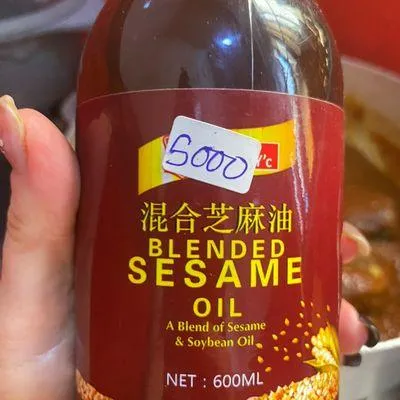 5000
混合芝麻油
BLENDED
SESAME
OIL
A Blend of Sesame
& Soybean Oil
NET : 600ML